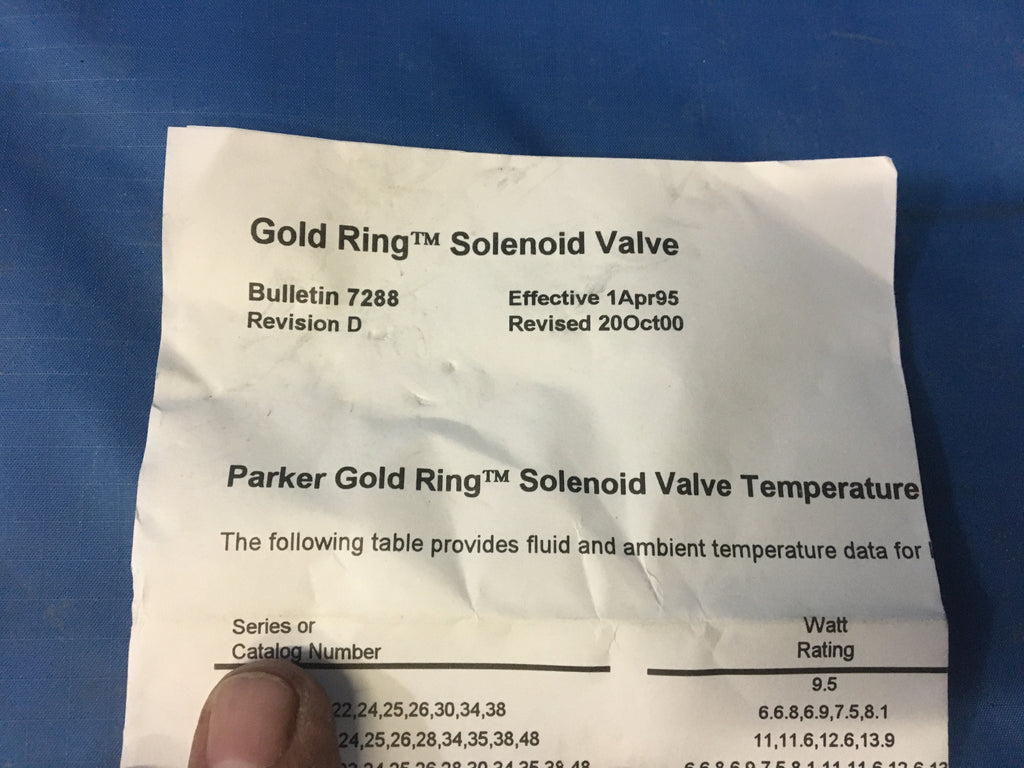 Gold Ring™ Solenoid Valve
Bulletin 7288 Effective 1Apr95
Revision D Revised 20Oct00
Parker Gold Ring™ Solenoid Valve Temperature
The following table provides fluid and ambient temperature data for
Series or Watt
Catalog Number Rating
9.5
22,24,25,26,30,34,38 6.6.8,6.9,7.5,8.1
24,25,26,28,34,35,38,48 11,11.6,12.6,13.9